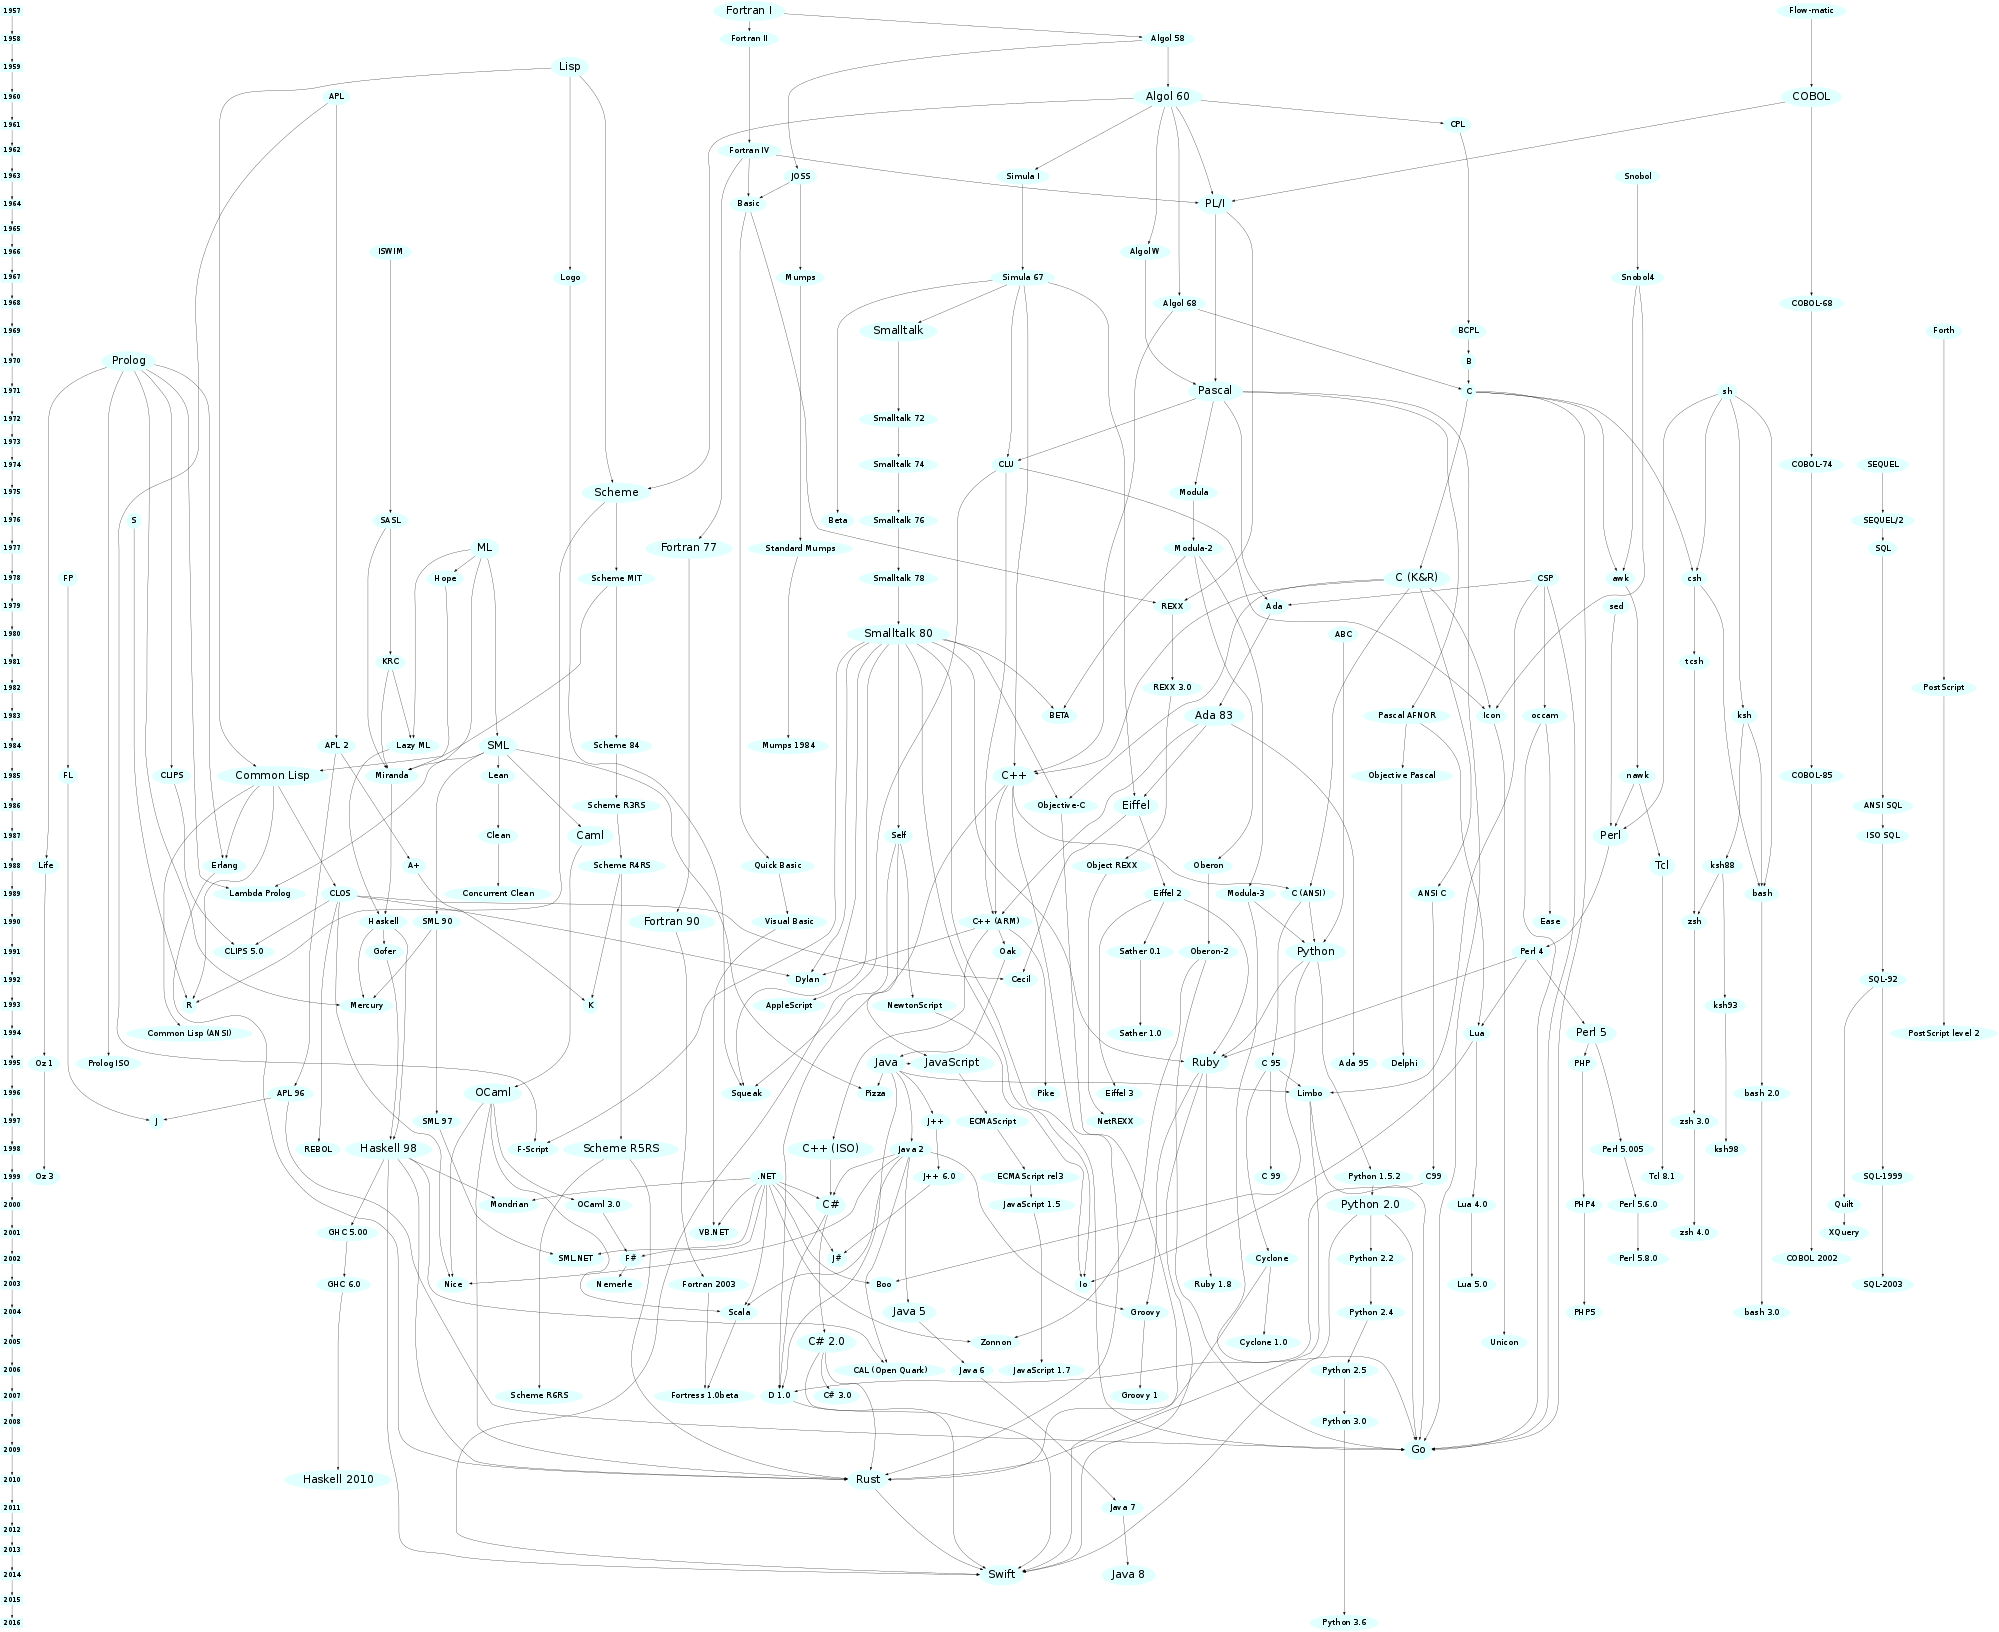 1957 Fortran I Flow-matic
1958 Fortran II Algol 58
1959 Lisp
1960 APL Algol 60 COBOL
1961 CPL
1962 Fortran IV
1963 JOSS Simula I Snobol
1964 Basic PL/I
1965
1966 ISWIM Algol W
1967 Logo Mumps Simula 67 Snobol4
1968 Algol 68 COBOL-68
1969 Smalltalk BCPL Forth
1970 Prolog B
1971 Pascal C sh
1972 Smalltalk 72
1973
1974 Smalltalk 74 CLU COBOL-74 SEQUEL
1975 Scheme Modula
1976 S SASL Beta Smalltalk 76 SEQUEL/2
1977 ML Fortran 77 Standard Mumps Modula-2 SQL
1978 FP Hope Scheme MIT Smalltalk 78 C (K&R) CSP awk csh
1979 REXX Ada sed
1980 Smalltalk 80 ABC
1981 KRC tcsh
1982 REXX 3.0 PostScript
1983 BETA Ada 83 Pascal AFNOR Icon occam ksh
1984 APL 2 Lazy ML SML Scheme 84 Mumps 1984
1985 FL CLIPS Common Lisp Miranda Lean C++ Objective Pascal nawk COBOL-85
1986 Scheme R3RS Objective-C Eiffel ANSI SQL
1987 Clean Caml Self Perl ISO SQL
1988 Life Erlang A+ Scheme R4RS Quick Basic Object REXX Oberon Tcl ksh88
1989 Lambda Prolog CLOS Concurrent Clean Eiffel 2 Modula-3 C (ANSI) ANSI C bash
1990 Haskell SML 90 Fortran 90 Visual Basic C++ (ARM) Ease zsh
1991 CLIPS 5.0 Gofer Oak Sather 0.1 Oberon-2 Python Perl 4
1992 Dylan Cecil SQL-92
1993 R Mercury K AppleScript NewtonScript ksh93
1994 Common Lisp (ANSI) Sather 1.0 Lua Perl 5 PostScript level 2
1995 Oz 1 Prolog ISO Java JavaScript Ruby C 95 Ada 95 Delphi PHP
1996 APL 96 OCaml Squeak Pizza Pike Eiffel 3 Limbo bash 2.0
1997 J SML 97 J++ ECMAScript NetREXX zsh 3.0
1998 REBOL Haskell 98 F-Script Scheme R5RS C++ (ISO) Java 2 Perl 5.005 ksh98
1999 Oz 3 .NET J++ 6.0 ECMAScript rel3 C 99 Python 1.5.2 C99 Tcl 8.1 SQL-1999
2000 Mondrian OCaml 3.0 C# JavaScript 1.5 Python 2.0 Lua 4.0 PHP4 Perl 5.6.0 Quilt
2001 GHC 5.00 VB.NET zsh 4.0 XQuery
2002 SML.NET F# J# Cyclone Python 2.2 Perl 5.8.0 COBOL 2002
2003 GHC 6.0 Nice Nemerle Fortran 2003 Boo Io Ruby 1.8 Lua 5.0 SQL-2003
2004 Scala Java 5 Groovy Python 2.4 PHP5 bash 3.0
2005 C# 2.0 Zonnon Cyclone 1.0 Unicon
2006 CAL (Open Quark) Java 6 JavaScript 1.7 Python 2.5
2007 Scheme R6RS Fortress 1.0beta D 1.0 C# 3.0 Groovy 1
2008 Python 3.0
2009 Go
2010 Haskell 2010 Rust
2011 Java 7
2012
2013
2014 Swift Java 8
2015
2016 Python 3.6